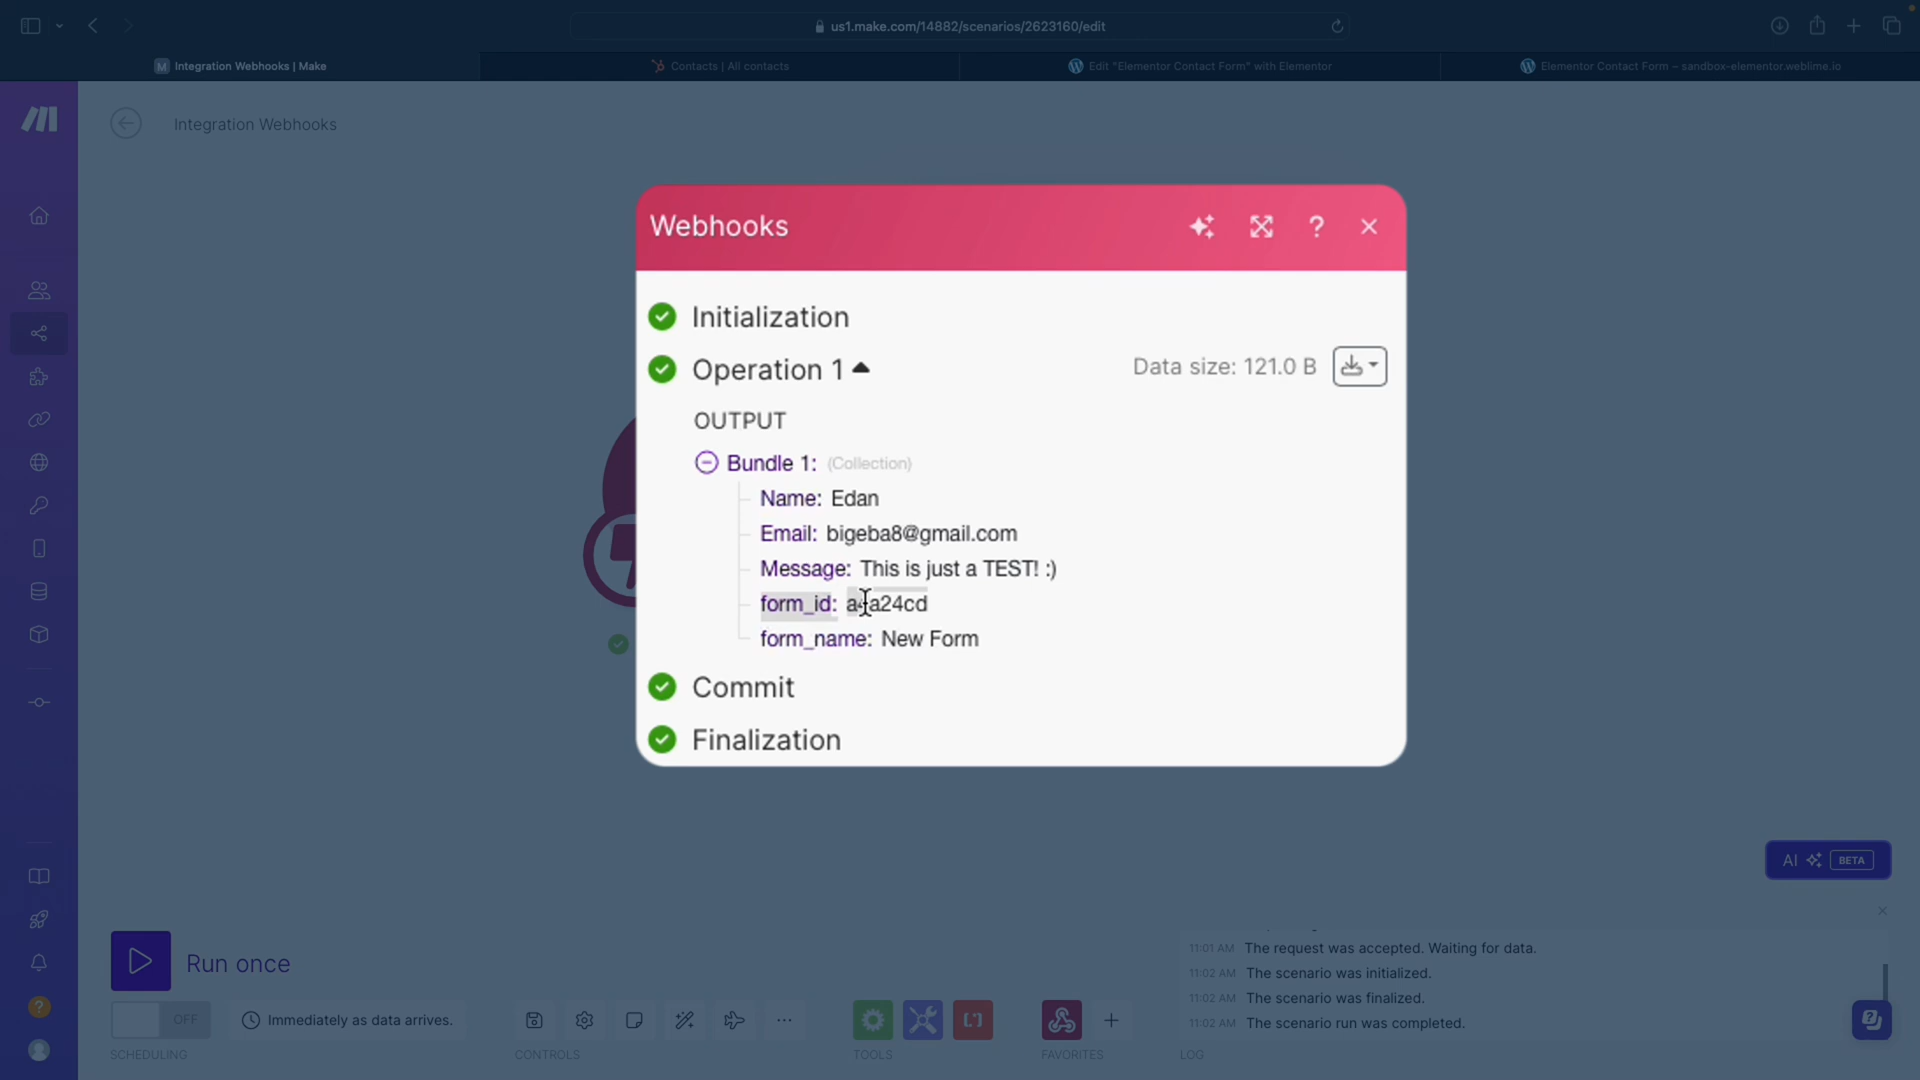 us1.make.com/14882/scenarios/2623160/edit
Integration Webhooks | Make
Contacts | All contacts
Edit "Elementor Contact Form" with Elementor
Elementor Contact Form – sandbox-elementor.weblime.io
Integration Webhooks
Webhooks
?
Initialization
Operation 1
Data size: 121.0 B
OUTPUT
Bundle 1: (Collection)
Name: Edan
Email: bigeba8@gmail.com
Message: This is just a TEST! :)
form_id:
form_name: New Form
Commit
Finalization
AI BETA
Run once
11:01 AM The request was accepted. Waiting for data.
11:02 AM The scenario was initialized.
11:02 AM The scenario was finalized.
11:02 AM The scenario run was completed.
OFF
Immediately as data arrives.
SCHEDULING
CONTROLS
TOOLS
FAVORITES
LOG